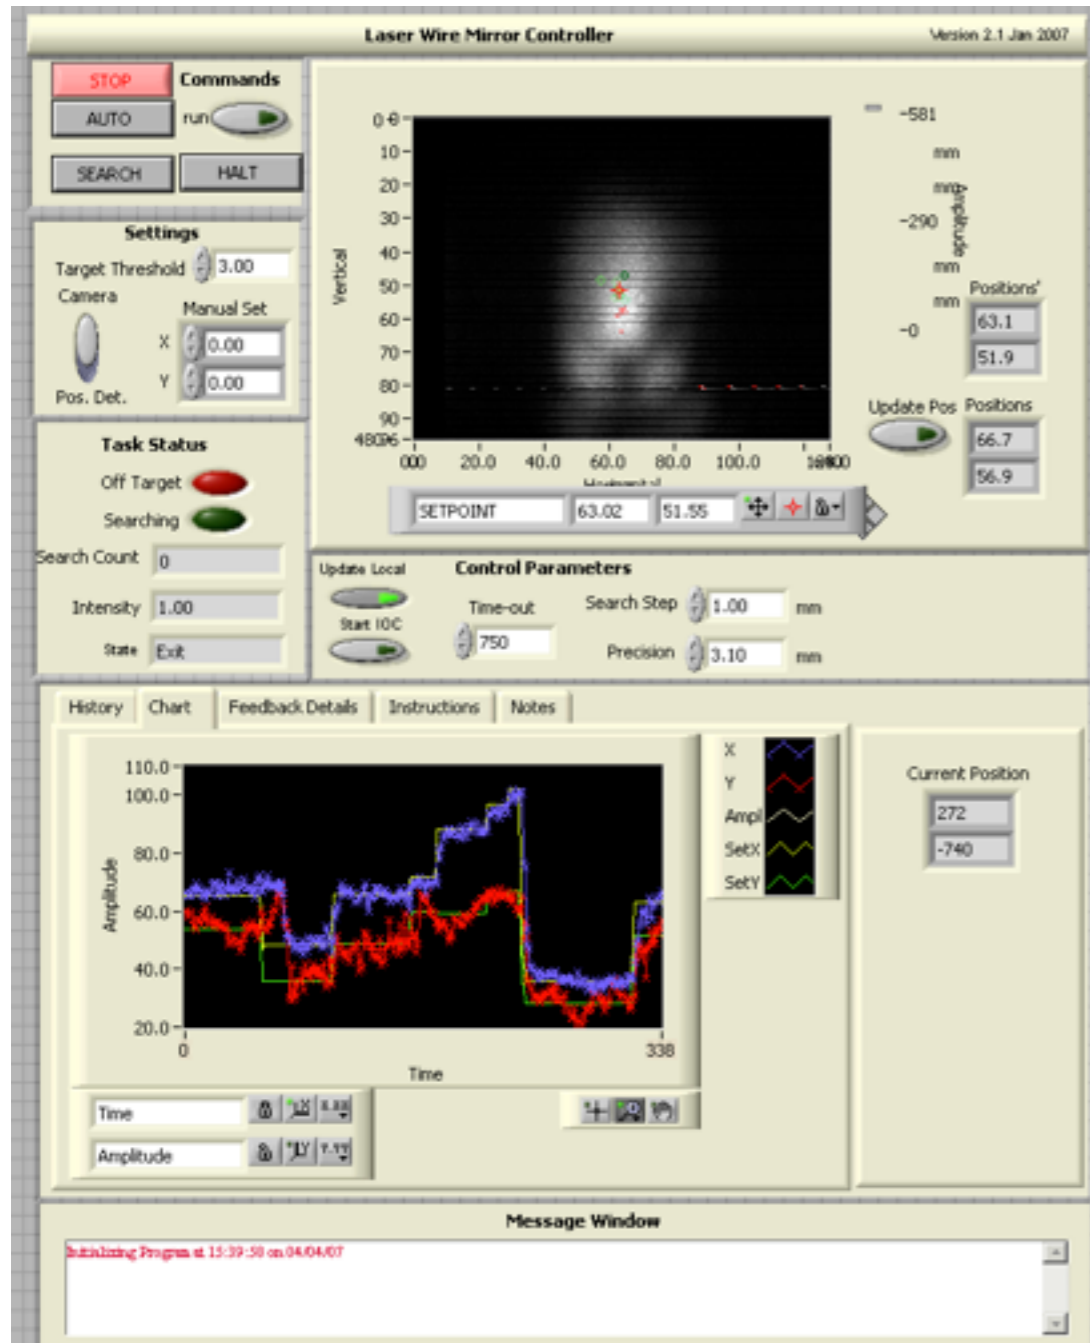 Laser Wire Mirror Controller
Version 2.1 Jan 2007
STOP
Commands
AUTO
run
SEARCH
HALT
Settings
Target Threshold
3.00
Camera
Manual Set
X
0.00
Y
0.00
Pos. Det.
Task Status
Off Target
Searching
Search Count
0
Intensity
1.00
State
Exit
Vertical
10
20
30
40
50
60
70
80
90
20.0
40.0
60.0
80.0
100.0
Horizontal
-581
mm
mm
Amplitude
-290
mm
mm
-0
Positions'
63.1
51.9
Update Pos
Positions
66.7
56.9
SETPOINT
63.02
51.55
Update Local
Control Parameters
Start IOC
Time-out
750
Search Step
1.00
mm
Precision
3.10
mm
History
Chart
Feedback Details
Instructions
Notes
110.0
100.0
80.0
60.0
40.0
20.0
Amplitude
0
338
Time
X
Y
Ampl
SetX
SetY
Current Position
272
-740
Time
Amplitude
Message Window
Initializing Program at 15:39:50 on 04/04/07